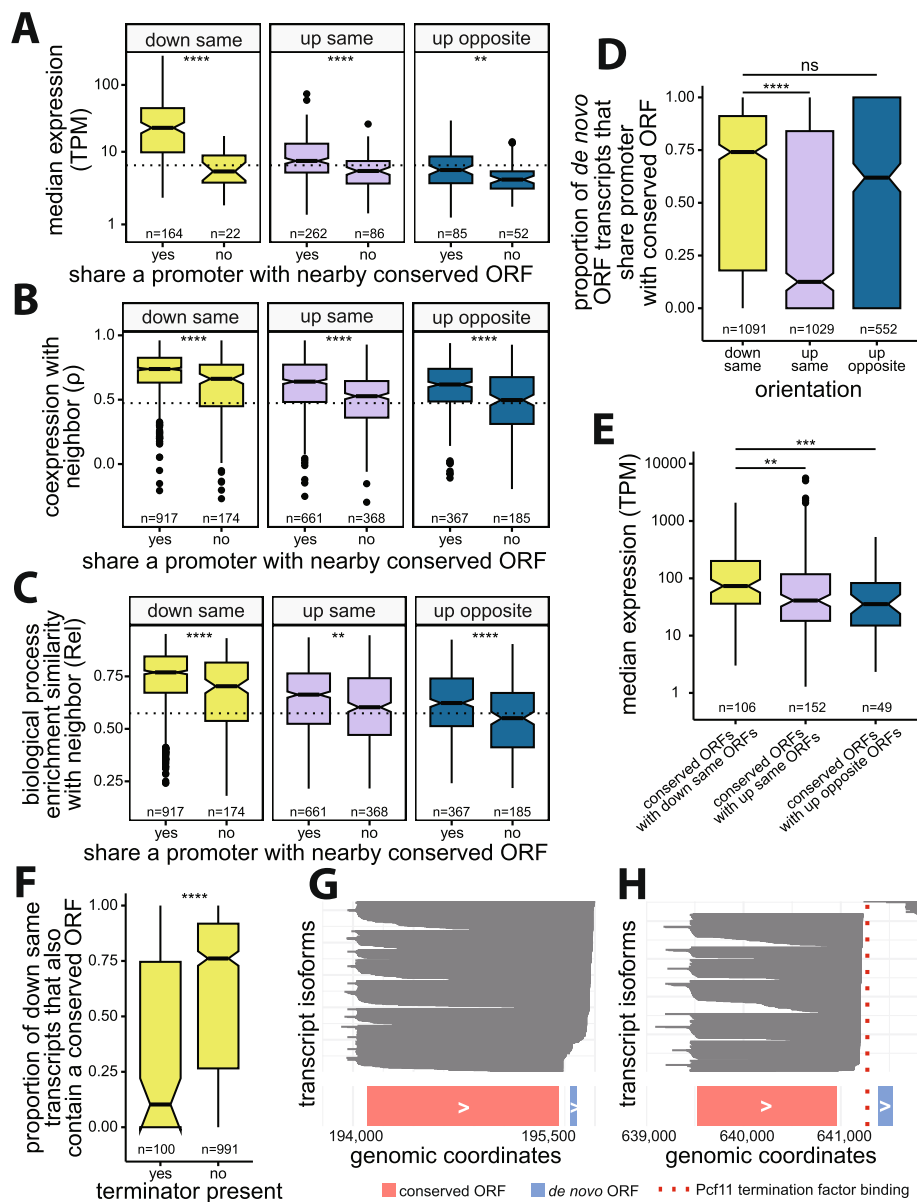 A
down same
up same
up opposite
****
****
**
median expression
(TPM)
100
10
1
n=164
n=22
n=262
n=86
n=85
n=52
yes
no
yes
no
yes
no
share a promoter with nearby conserved ORF
B
down same
up same
up opposite
****
****
****
coexpression with
neighbor (ρ)
1.0
0.5
0.0
n=917
n=174
n=661
n=368
n=367
n=185
yes
no
yes
no
yes
no
share a promoter with nearby conserved ORF
C
down same
up same
up opposite
****
**
****
biological process
enrichment similarity
with neighbor (Rel)
0.75
0.50
0.25
n=917
n=174
n=661
n=368
n=367
n=185
yes
no
yes
no
yes
no
share a promoter with nearby conserved ORF
D
ns
****
proportion of de novo
ORF transcripts that
share promoter
with conserved ORF
1.00
0.75
0.50
0.25
0.00
n=1091
n=1029
n=552
down
same
up
same
up
opposite
orientation
E
***
**
median expression (TPM)
10000
1000
100
10
1
n=106
n=152
n=49
conserved ORFs
with down same ORFs
conserved ORFs
with up same ORFs
conserved ORFs
with up opposite ORFs
F
****
proportion of down same
transcripts that also
contain a conserved ORF
1.00
0.75
0.50
0.25
0.00
n=100
n=991
yes
no
terminator present
G
transcript isoforms
>
>
194,000
195,500
genomic coordinates
H
transcript isoforms
>
>
639,000
640,000
641,000
genomic coordinates
conserved ORF
de novo ORF
Pcf11 termination factor binding